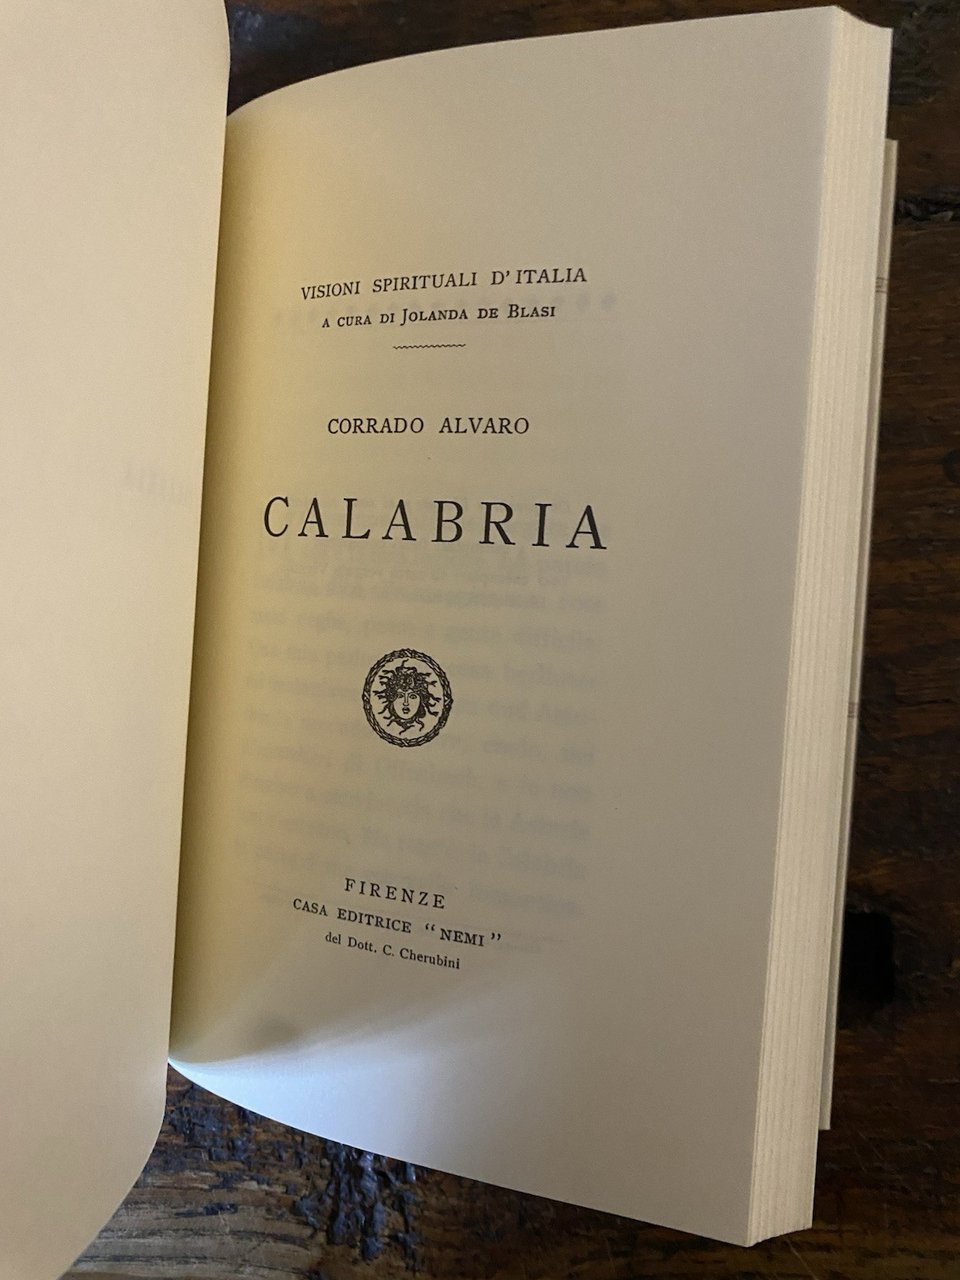 VISIONI SPIRITUALI D'ITALIA
A CURA DI JOLANDA DE BLASI
CORRADO ALVARO
CALABRIA
FIRENZE
CASA EDITRICE “NEMI”
del Dott. C. Cherubini